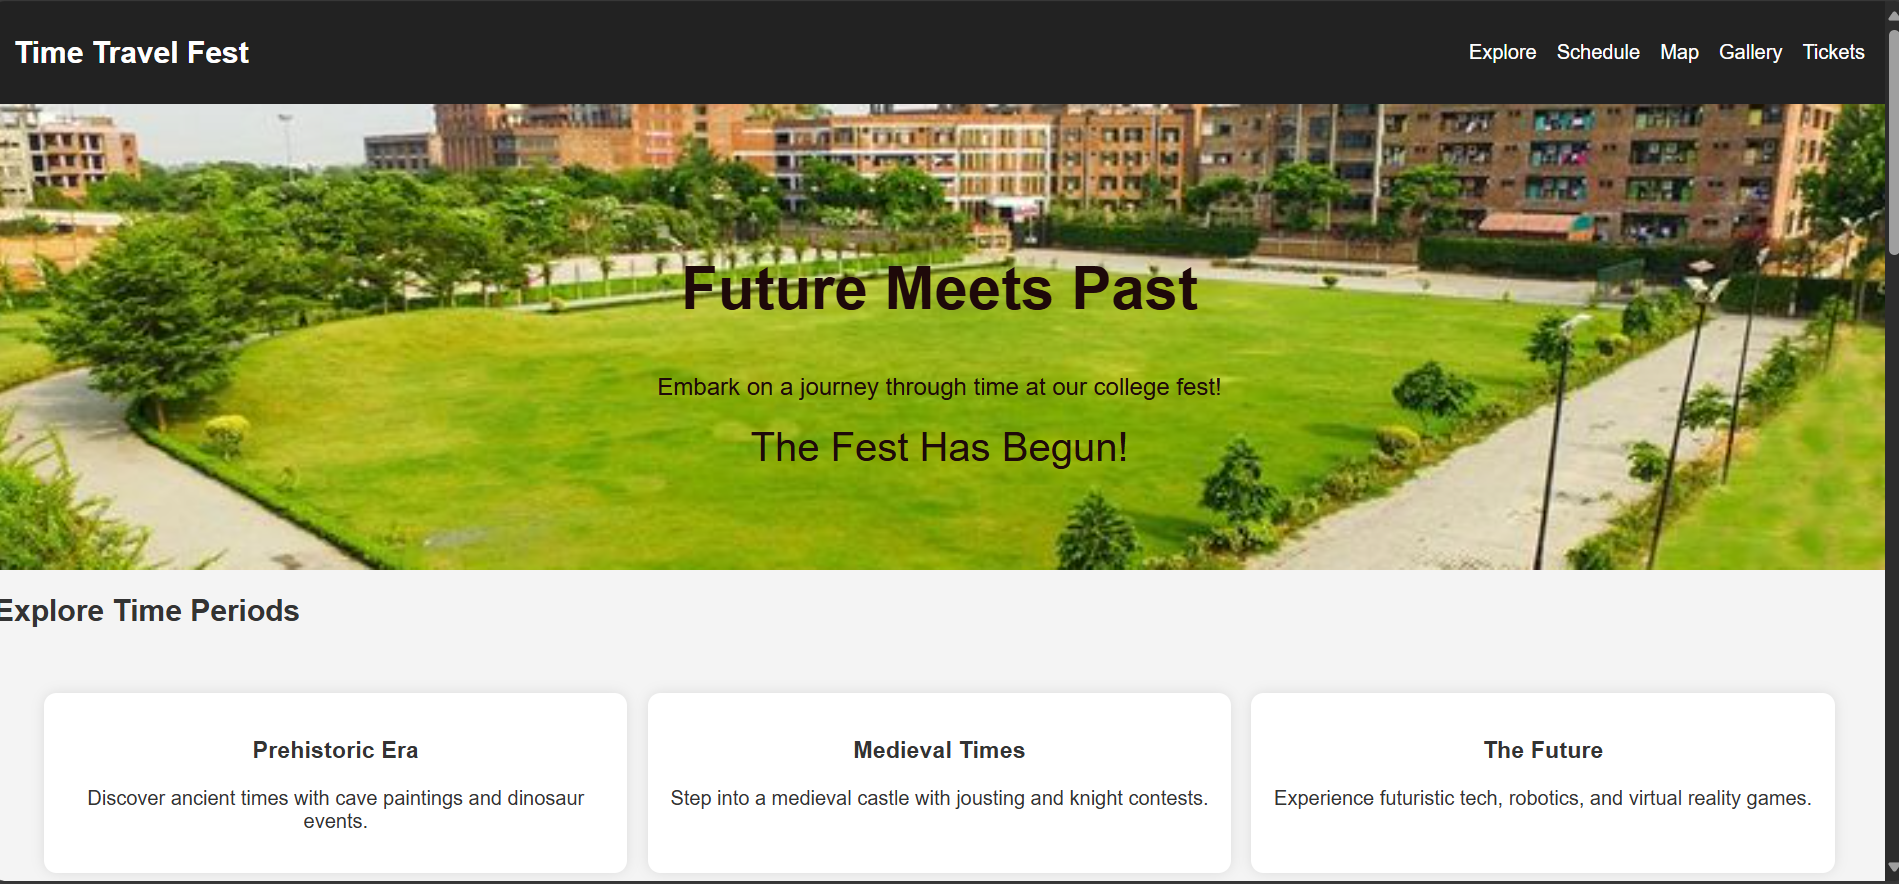 Time Travel Fest
Explore Schedule Map Gallery Tickets
Future Meets Past
Embark on a journey through time at our college fest!
The Fest Has Begun!
Explore Time Periods
Prehistoric Era
Discover ancient times with cave paintings and dinosaur
events.
Medieval Times
Step into a medieval castle with jousting and knight contests.
The Future
Experience futuristic tech, robotics, and virtual reality games.